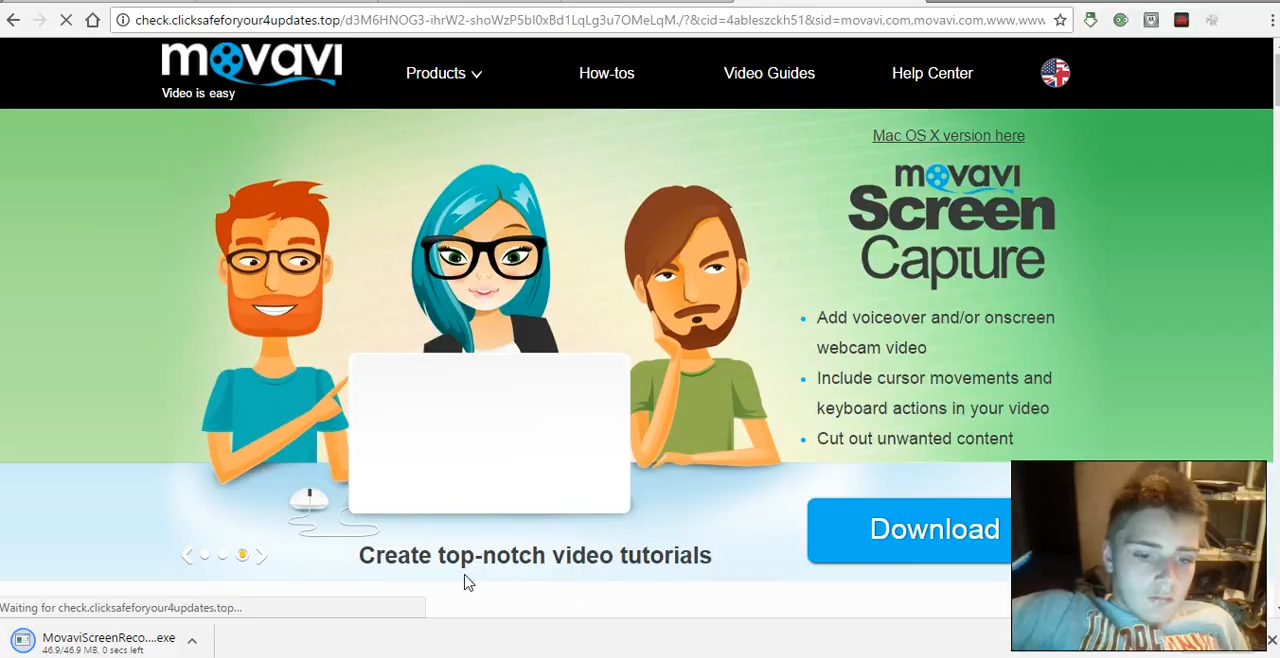 check.clicksafeforyour4updates.top/d3M6HNOG3-ihrW2-shoWzP5bI0xBd1LqLg3u7OMeLqM./?&cid=4ableszckh51&sid=movavi.com,movavi.com,www,www
movavi
Video is easy
Products
How-tos
Video Guides
Help Center
Mac OS X version here
movavi
Screen
Capture
• Add voiceover and/or onscreen
webcam video
• Include cursor movements and
keyboard actions in your video
• Cut out unwanted content
Download
Create top-notch video tutorials
Waiting for check.clicksafeforyour4updates.top...
MovaviScreenReco....exe
46.9/46.9 MB, 0 secs left